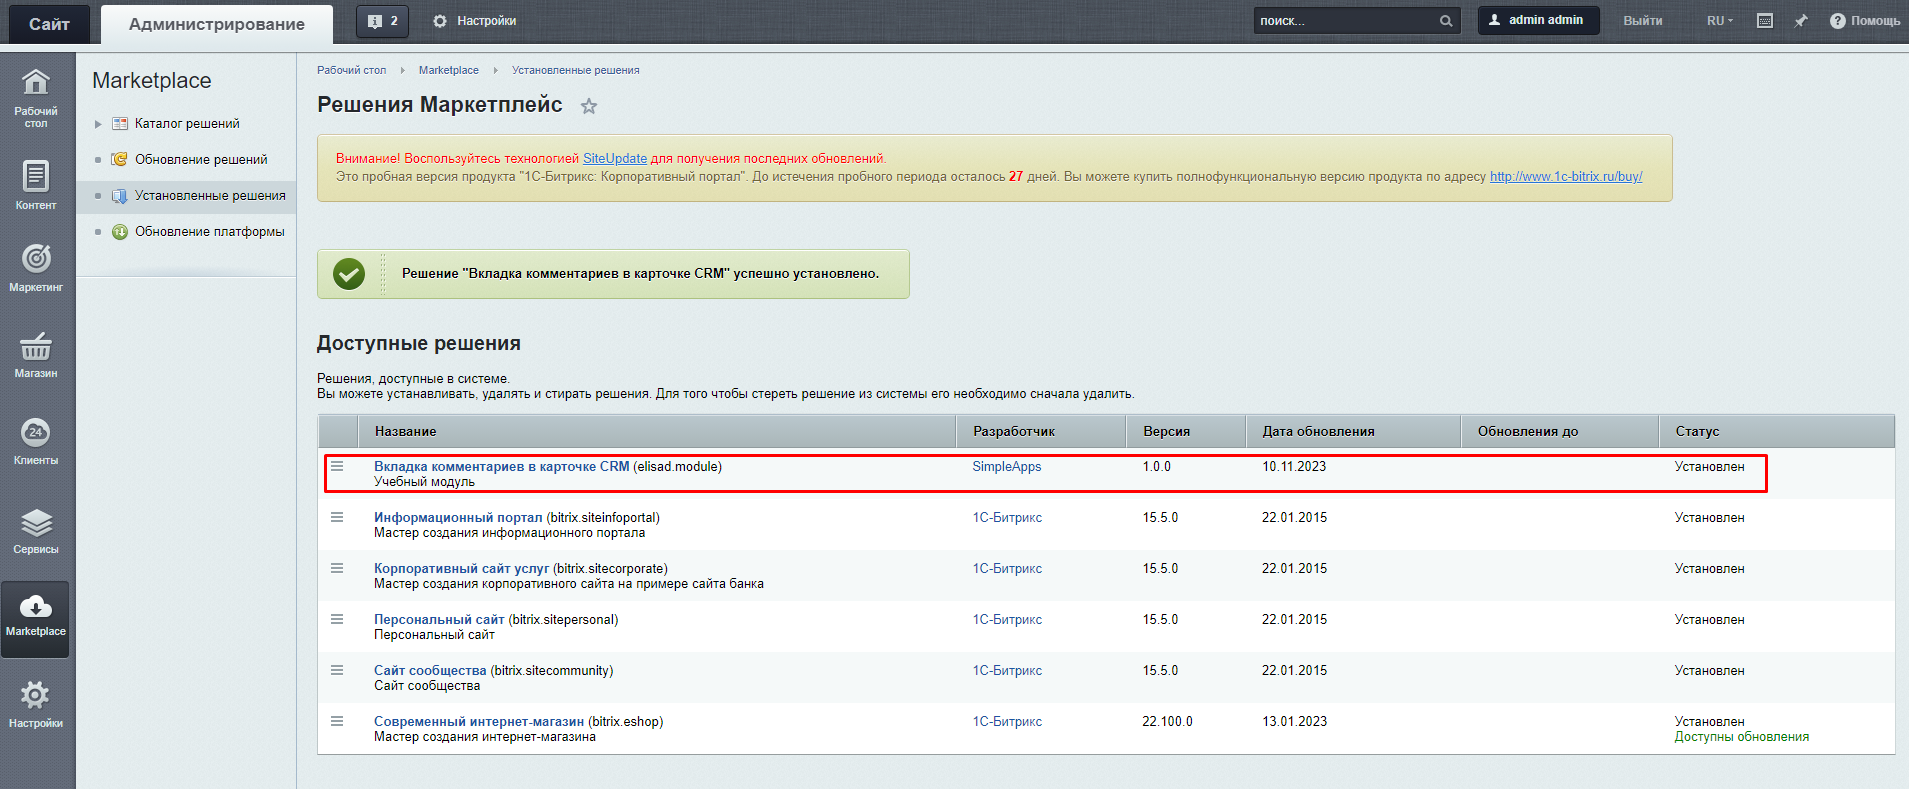 Сайт
Администрирование
2
Настройки
поиск...
admin admin
Выйти
RU
Помощь
Рабочий
стол
Контент
Маркетинг
Магазин
24
Клиенты
Сервисы
Marketplace
Настройки
Marketplace
Каталог решений
Обновление решений
Установленные решения
Обновление платформы
Рабочий стол
Marketplace
Установленные решения
Решения Маркетплейс
Внимание! Воспользуйтесь технологией SiteUpdate для получения последних обновлений.
Это пробная версия продукта "1С-Битрикс: Корпоративный портал". До истечения пробного периода осталось 27 дней. Вы можете купить полнофункциональную версию продукта по адресу http://www.1c-bitrix.ru/buy/
Решение "Вкладка комментариев в карточке CRM" успешно установлено.
Доступные решения
Решения, доступные в системе.
Вы можете устанавливать, удалять и стирать решения. Для того чтобы стереть решение из системы его необходимо сначала удалить.
Название Разработчик Версия Дата обновления Обновления до Статус
Вкладка комментариев в карточке CRM (elisad.module) SimpleApps 1.0.0 10.11.2023 Установлен
Учебный модуль
Информационный портал (bitrix.siteinfoportal) 1С-Битрикс 15.5.0 22.01.2015 Установлен
Мастер создания информационного портала
Корпоративный сайт услуг (bitrix.sitecorporate) 1С-Битрикс 15.5.0 22.01.2015 Установлен
Мастер создания корпоративного сайта на примере сайта банка
Персональный сайт (bitrix.sitepersonal) 1С-Битрикс 15.5.0 22.01.2015 Установлен
Персональный сайт
Сайт сообщества (bitrix.sitecommunity) 1С-Битрикс 15.5.0 22.01.2015 Установлен
Сайт сообщества
Современный интернет-магазин (bitrix.eshop) 1С-Битрикс 22.100.0 13.01.2023 Установлен
Мастер создания интернет-магазина Доступны обновления